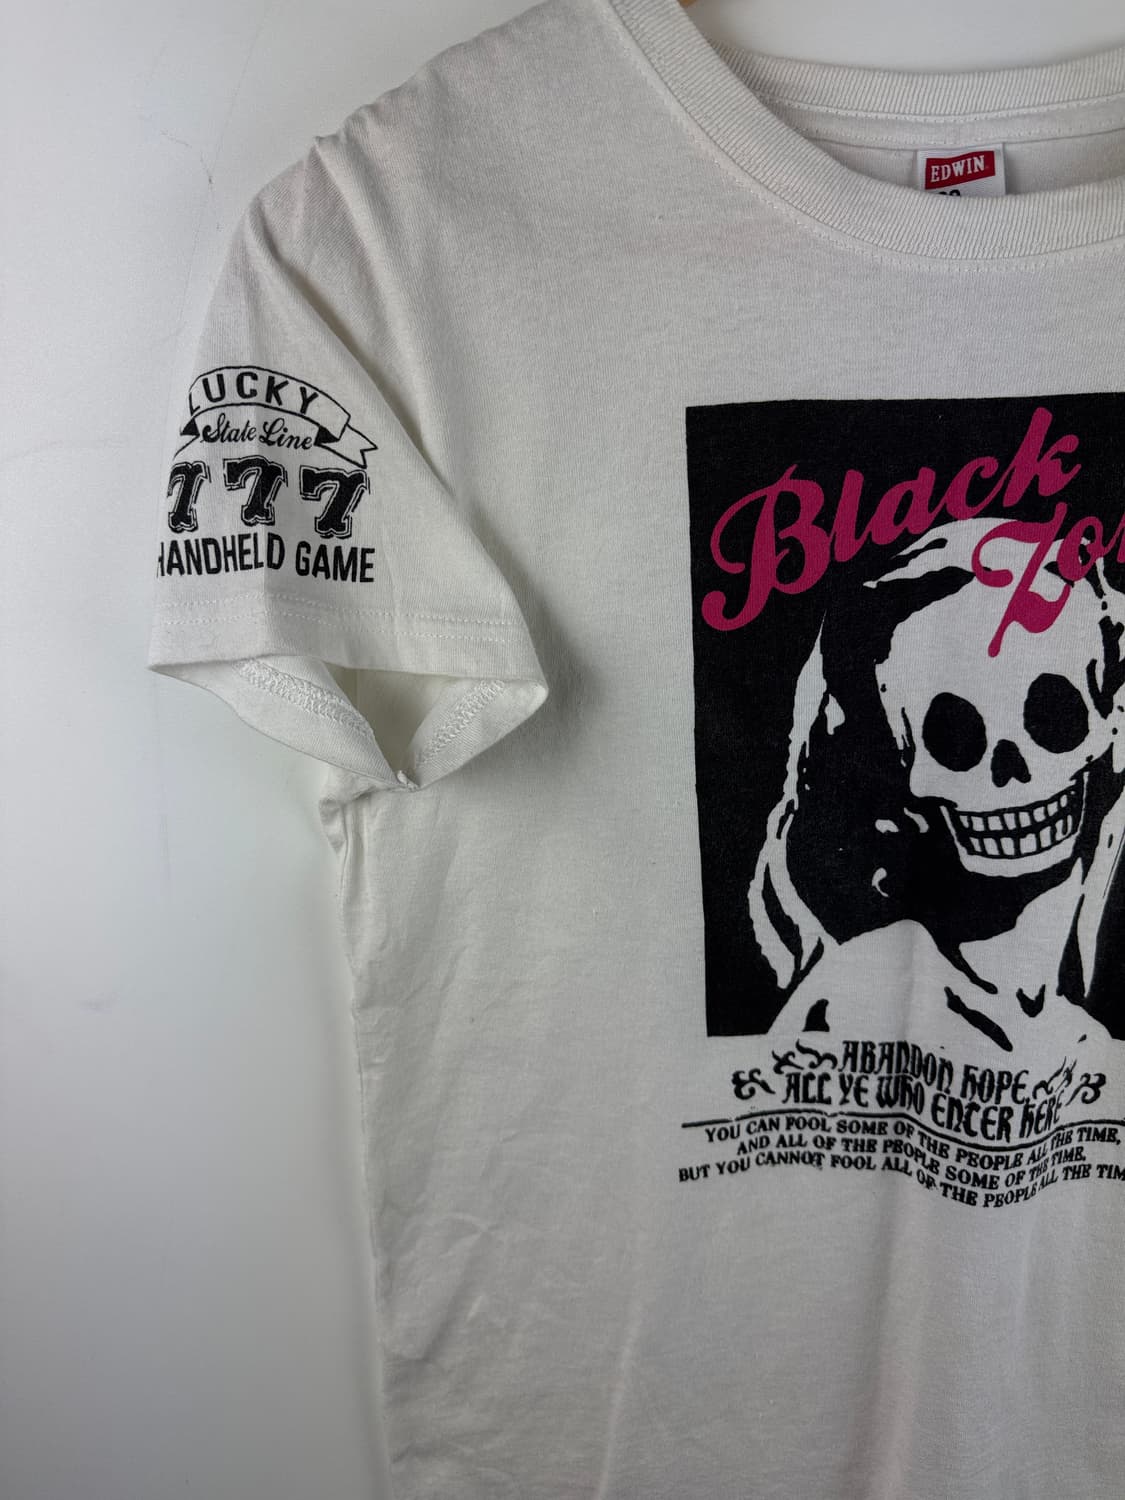 EDWIN
LUCKY
State Line
777
HANDHELD GAME
Black
ABANDON HOPE,
ALL YE WHO ENTER HERE
YOU CAN FOOL SOME OF THE PEOPLE ALL THE TIME,
AND ALL OF THE PEOPLE SOME OF THE TIME,
BUT YOU CANNOT FOOL ALL OF THE PEOPLE ALL THE TIM